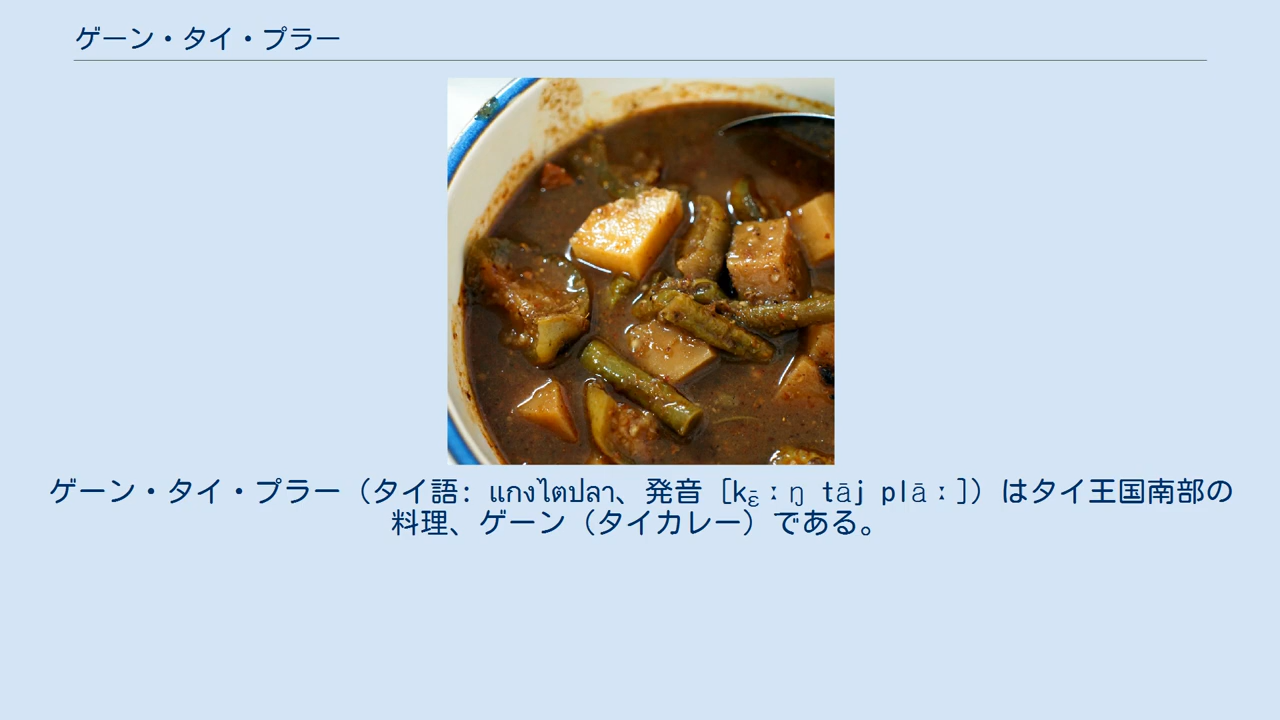 ゲーン・タイ・プラー
ゲーン・タイ・プラー（タイ語: แกงไตปลา、発音 [kɛ̄ːŋ tāj plāː]）はタイ王国南部の
料理、ゲーン（タイカレー）である。